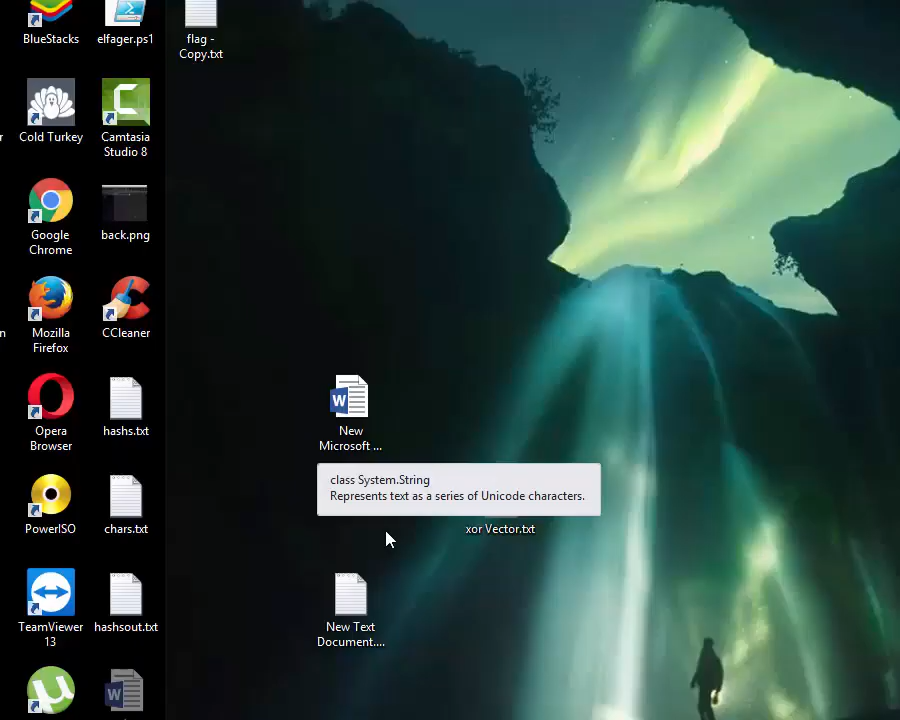 BlueStacks
elfager.ps1
flag -
Copy.txt
Cold Turkey
Camtasia
Studio 8
Google
Chrome
back.png
Mozilla
Firefox
CCleaner
Opera
Browser
hashs.txt
New
Microsoft ...
class System.String
Represents text as a series of Unicode characters.
PowerISO
chars.txt
xor Vector.txt
TeamViewer
13
hashsout.txt
New Text
Document....